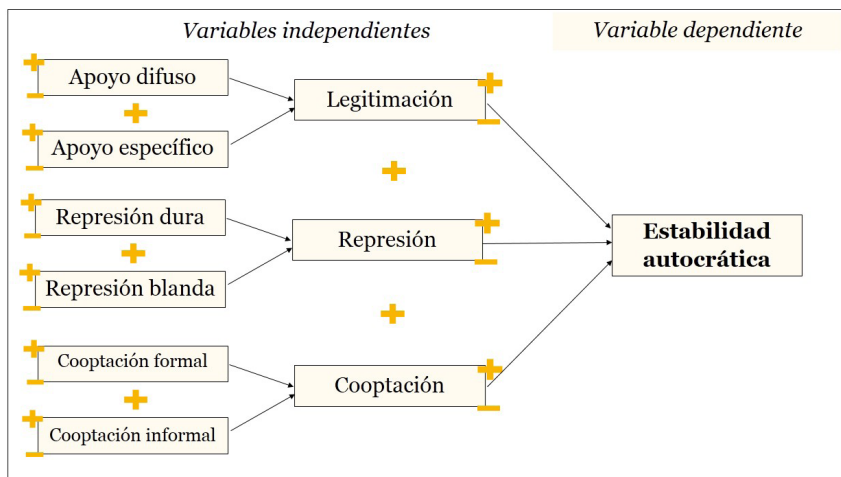 Variables independientes
Variable dependiente
Apoyo difuso
Apoyo específico
Legitimación
Represión dura
Represión blanda
Represión
Cooptación formal
Cooptación informal
Cooptación
Estabilidad
autocrática